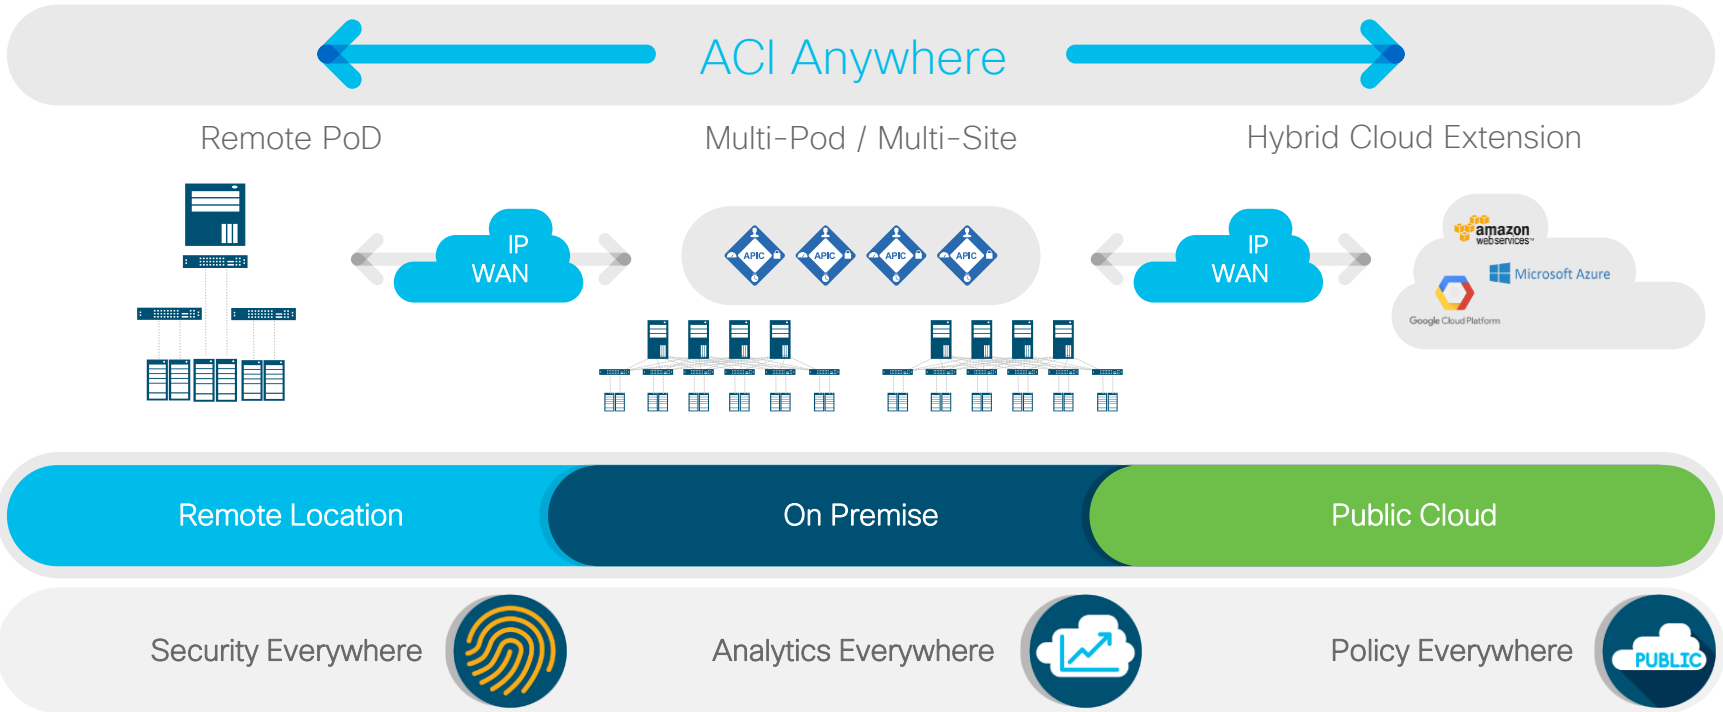 ACI Anywhere
Remote PoD
Multi-Pod / Multi-Site
Hybrid Cloud Extension
IP
WAN
APIC
APIC
APIC
APIC
IP
WAN
amazon
webservices™
Microsoft Azure
Google Cloud Platform
Remote Location
On Premise
Public Cloud
Security Everywhere
Analytics Everywhere
Policy Everywhere
PUBLIC